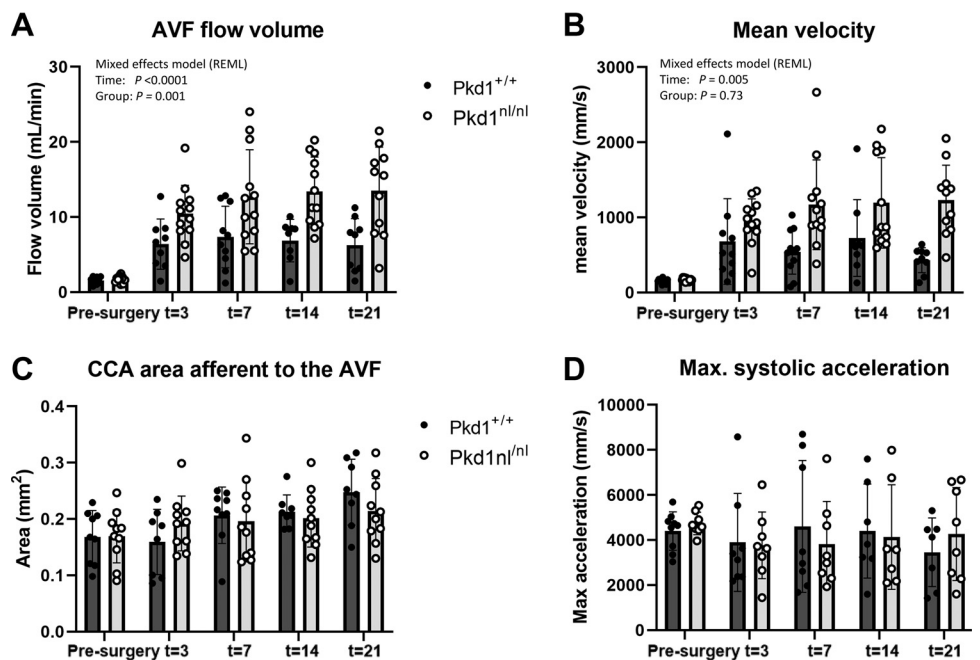 A
AVF flow volume
Mixed effects model (REML)
Time: P <0.0001
Group: P = 0.001
Pkd1+/+
Pkd1nl/nl
Flow volume (mL/min)
30
20
10
0
Pre-surgery t=3 t=7 t=14 t=21
B
Mean velocity
Mixed effects model (REML)
Time: P = 0.005
Group: P = 0.73
mean velocity (mm/s)
3000
2000
1000
0
Pre-surgery t=3 t=7 t=14 t=21
C
CCA area afferent to the AVF
Pkd1+/+
Pkd1nl/nl
Area (mm2)
0.4
0.3
0.2
0.1
0.0
Pre-surgery t=3 t=7 t=14 t=21
D
Max. systolic acceleration
Max acceleration (mm/s)
10000
8000
6000
4000
2000
0
Pre-surgery t=3 t=7 t=14 t=21